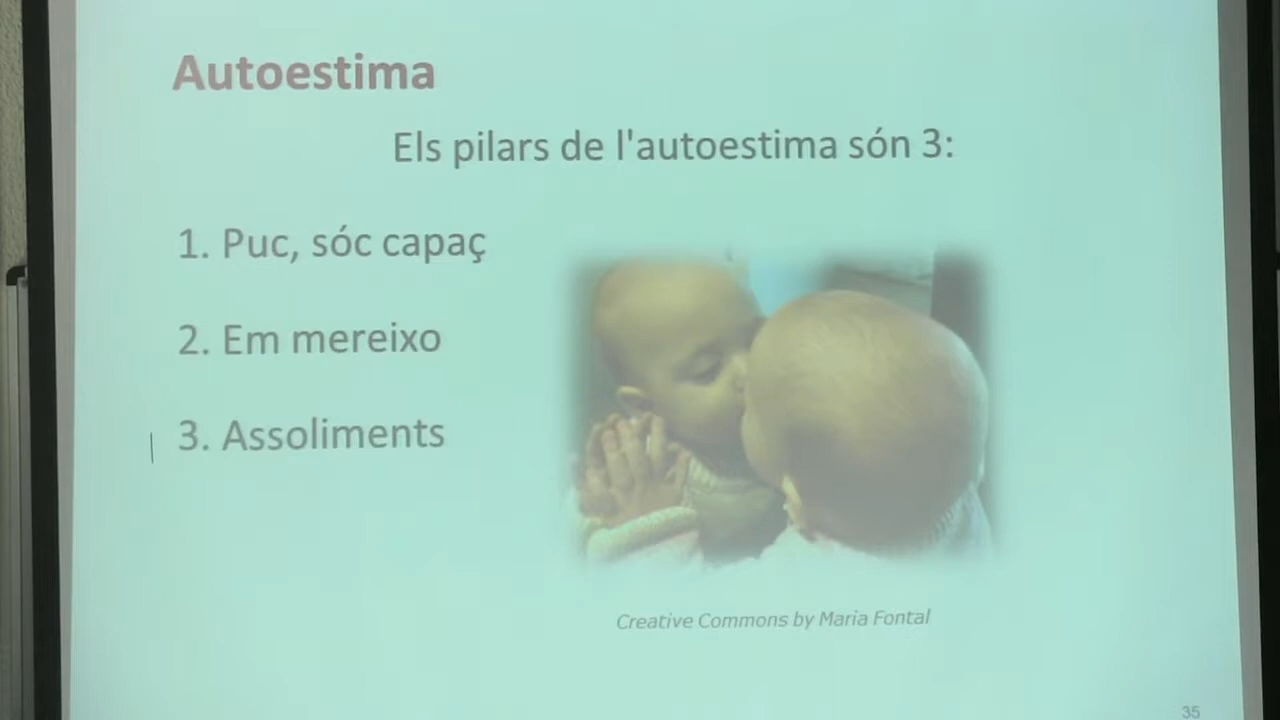 Autoestima
Els pilars de l'autoestima són 3:
1. Puc, sóc capaç
2. Em mereixo
3. Assoliments
Creative Commons by Maria Fontal
35